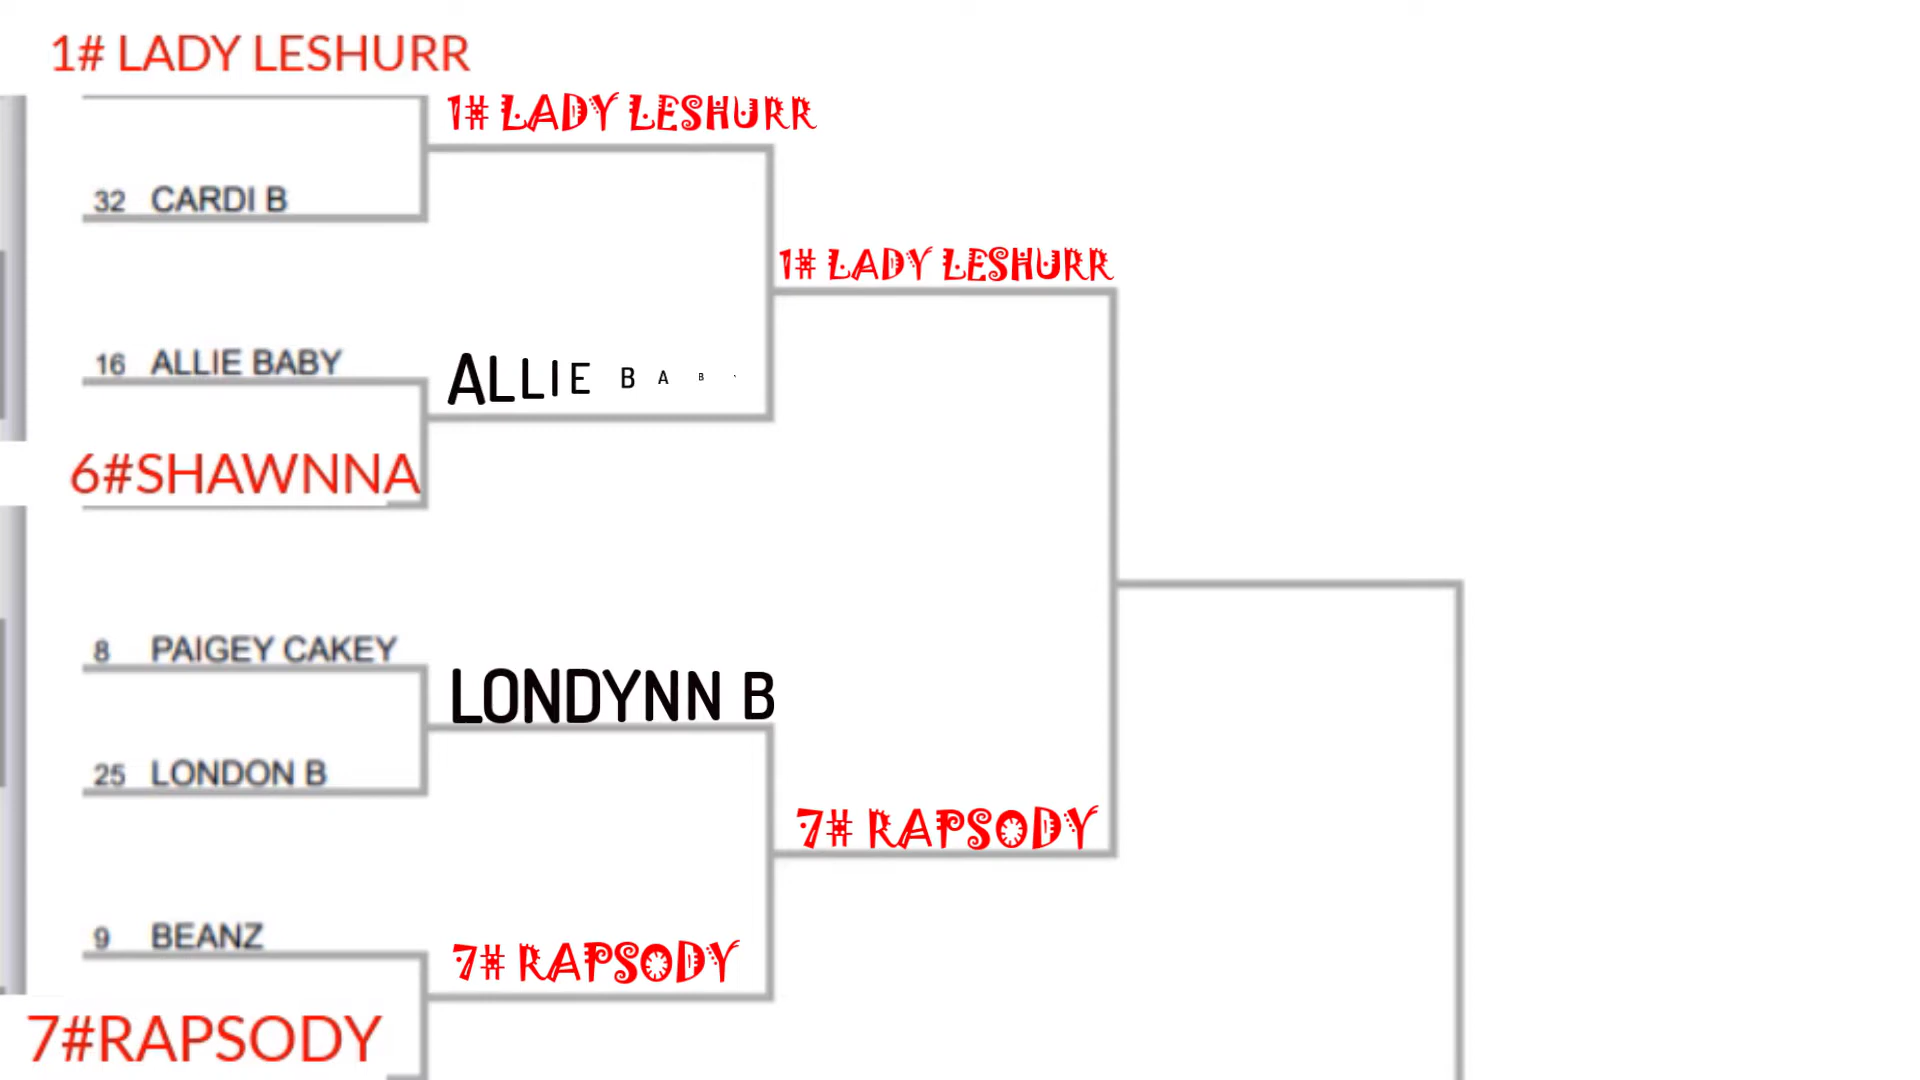 1# LADY LESHURR
1# LADY LESHURR
32 CARDI B
1# LADY LESHURR
16 ALLIE BABY
ALLIE BAB
6#SHAWNNA
8 PAIGEY CAKEY
LONDYNN B
25 LONDON B
7# RAPSODY
9 BEANZ
7# RAPSODY
7#RAPSODY